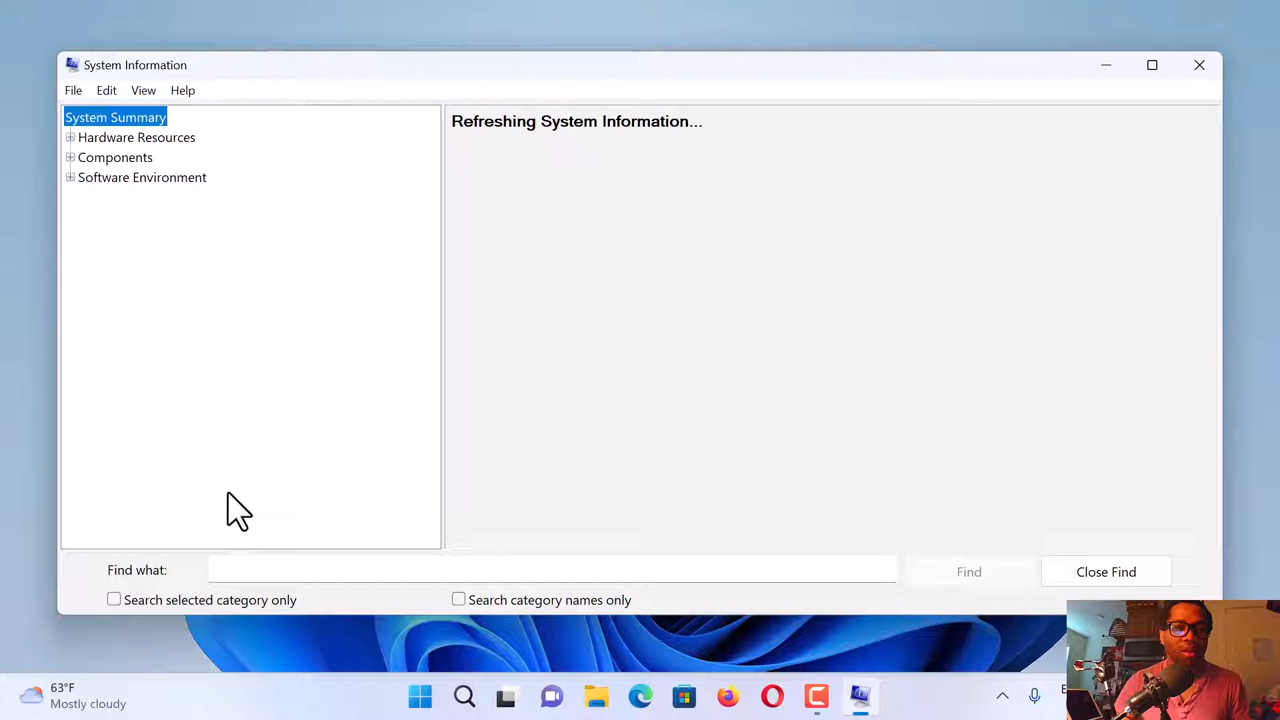 System Information
File Edit View Help
System Summary
Hardware Resources
Components
Software Environment
Refreshing System Information...
Find what:
Find
Close Find
Search selected category only
Search category names only
63°F
Mostly cloudy